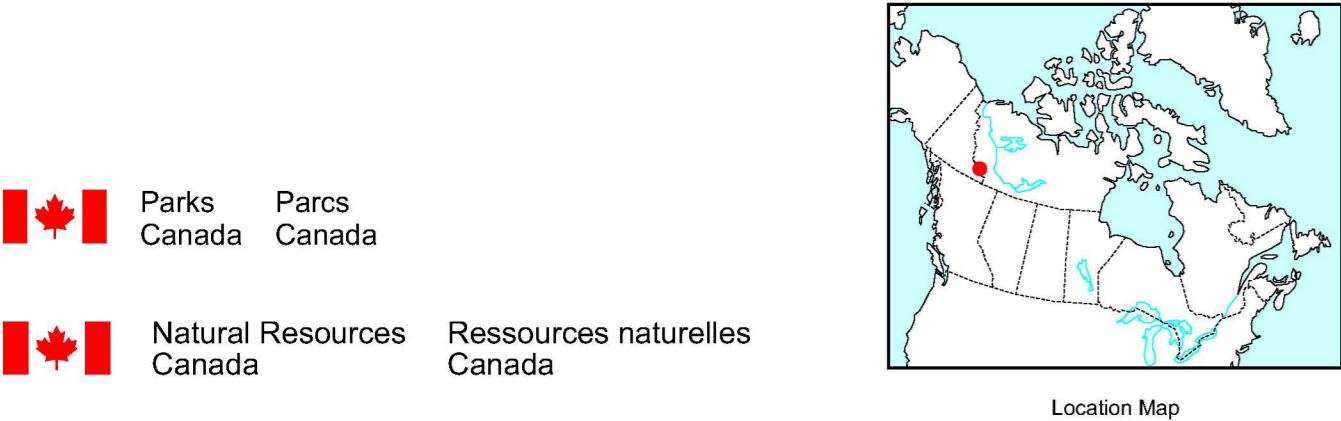 Parks Parcs
Canada Canada
Natural Resources Ressources naturelles
Canada Canada
Location Map